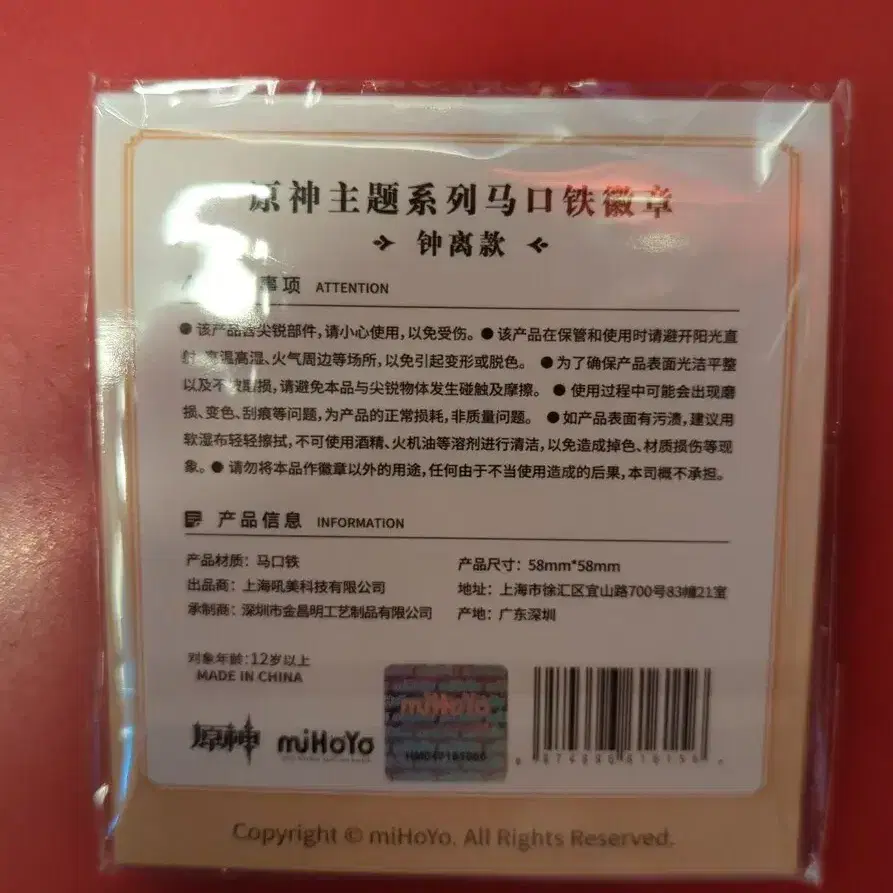 原神主题系列马口铁徽章
钟离款
事项 ATTENTION
● 该产品含尖锐部件,请小心使用,以免受伤。● 该产品在保管和使用时请避开阳光直
射、高温高湿、火气周边等场所,以免引起变形或脱色。 ●为了确保产品表面光洁平整
以及不被磨损,请避免本品与尖锐物体发生碰触及摩擦。 ● 使用过程中可能会出现磨
损、变色、刮痕等问题,为产品的正常损耗,非质量问题。 ●如产品表面有污渍,建议用
软湿布轻轻擦拭,不可使用酒精、火机油等溶剂进行清洁,以免造成掉色、材质损伤等现
象。● 请勿将本品作徽章以外的用途,任何由于不当使用造成的后果,本司概不承担。
产品信息 INFORMATION
产品材质：马口铁
产品尺寸：58mm*58mm
出品商：上海吼美科技有限公司
地址：上海市徐汇区宜山路700号83幢21室
承制商：深圳市金昌明工艺制品有限公司
产地：广东深圳
对象年龄:12岁以上
MADE IN CHINA
原神
miHoYo
miHoYo
Copyright © miHoYo. All Rights Reserved.